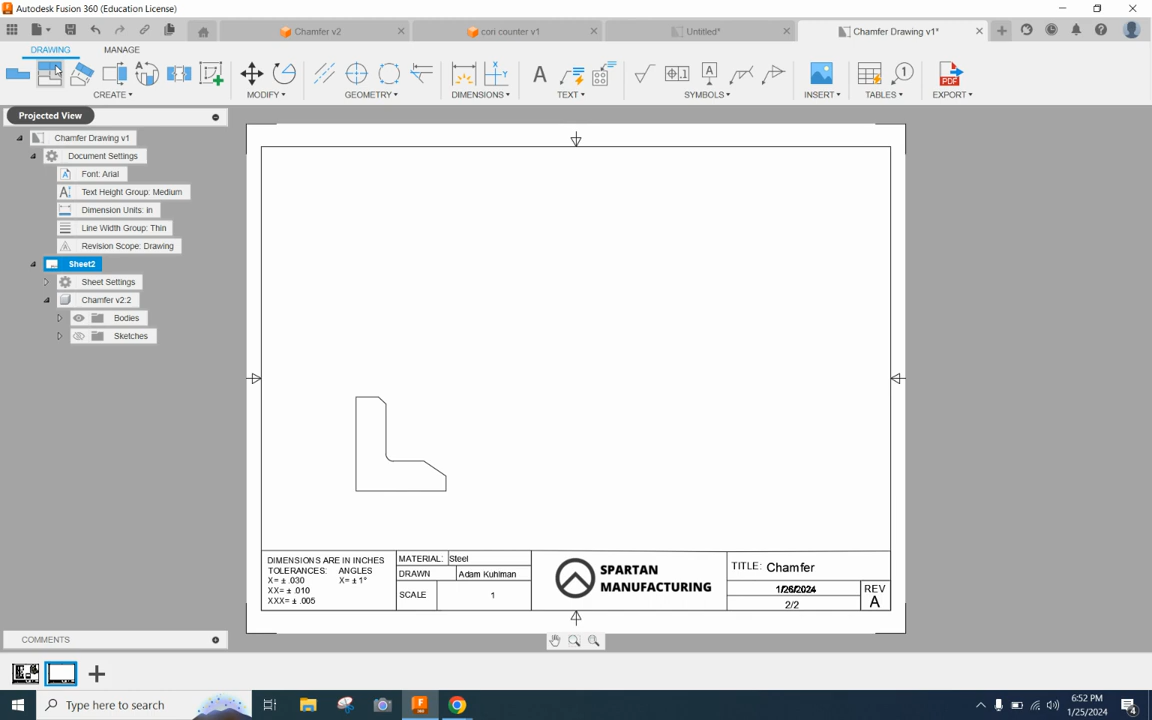 Autodesk Fusion 360 (Education License)
Chamfer v2
cori counter v1
Untitled*
Chamfer Drawing v1*
DRAWING
MANAGE
CREATE
MODIFY
GEOMETRY
DIMENSIONS
TEXT
SYMBOLS
INSERT
TABLES
EXPORT
Projected View
Chamfer Drawing v1
Document Settings
Font: Arial
Text Height Group: Medium
Dimension Units: in
Line Width Group: Thin
Revision Scope: Drawing
Sheet2
Sheet Settings
Chamfer v2:2
Bodies
Sketches
DIMENSIONS ARE IN INCHES
TOLERANCES: ANGLES
X= ± .030 X= ± 1°
XX= ± .010
XXX= ± .005
MATERIAL: Steel
DRAWN Adam Kuhlman
SCALE 1
SPARTAN
MANUFACTURING
TITLE: Chamfer
1/26/2024
2/2
REV
A
COMMENTS
Type here to search
6:52 PM
1/25/2024
4